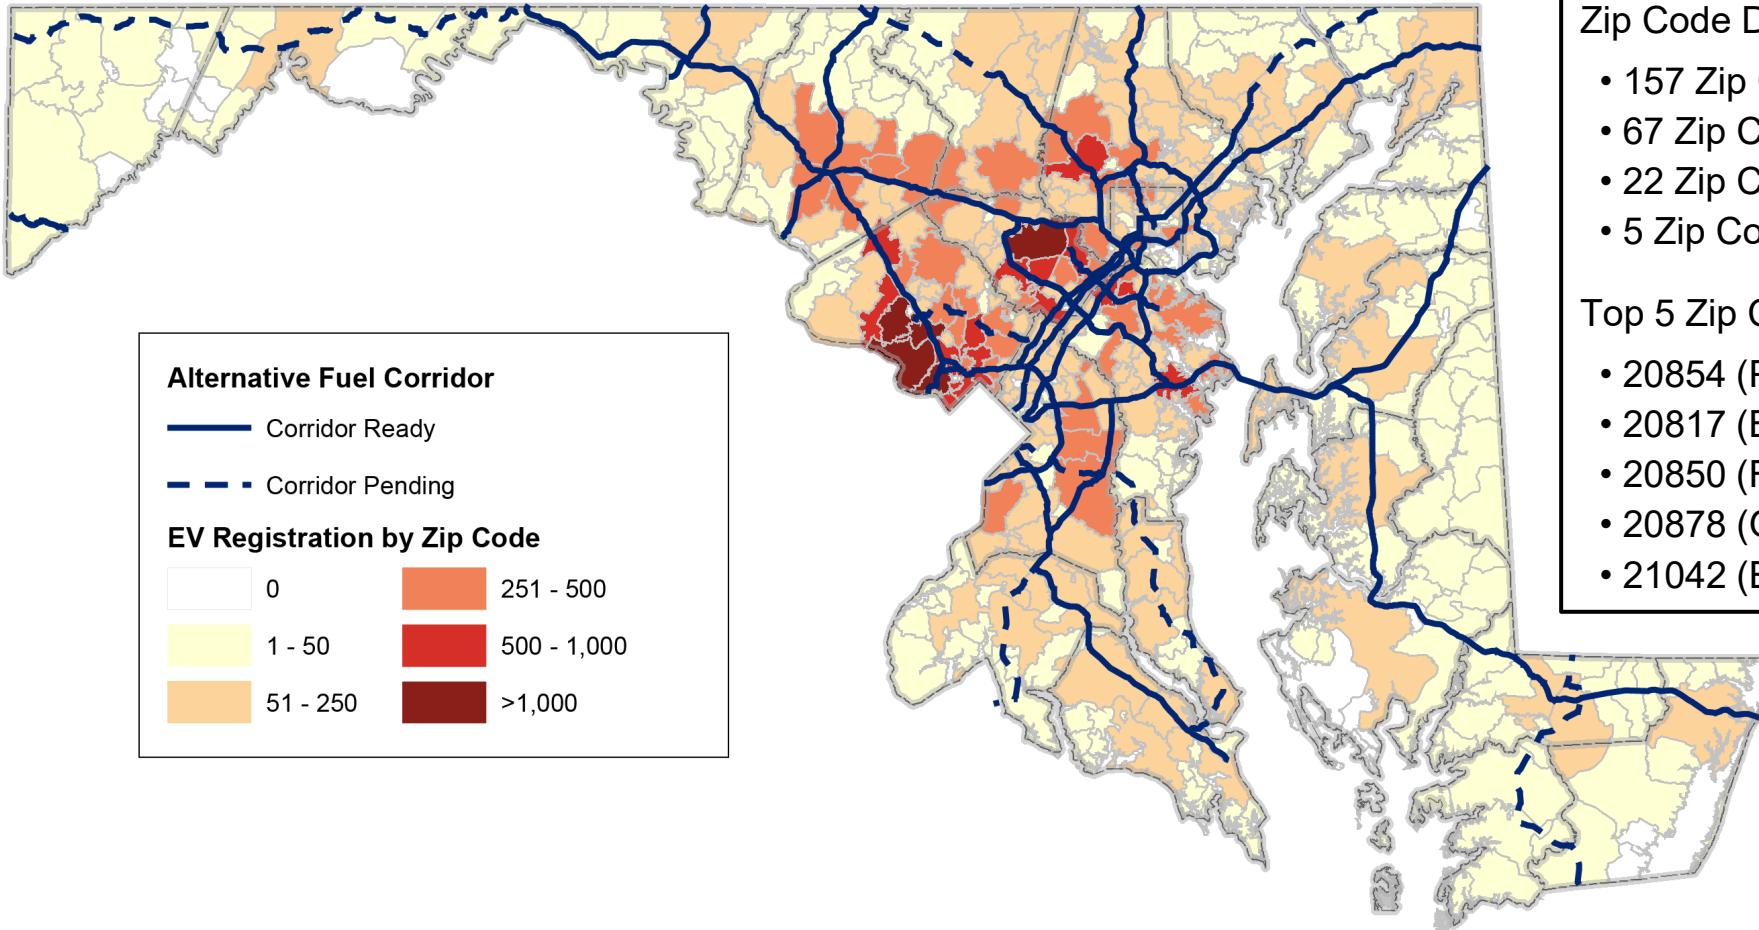 Zip Code
• 157 Zip
• 67 Zip
• 22 Zip
• 5 Zip
Top 5 Zip
• 20854
• 20817
• 20850
• 20878
• 21042
Alternative Fuel Corridor
Corridor Ready
Corridor Pending
EV Registration by Zip Code
0
251 - 500
1 - 50
500 - 1,000
51 - 250
>1,000